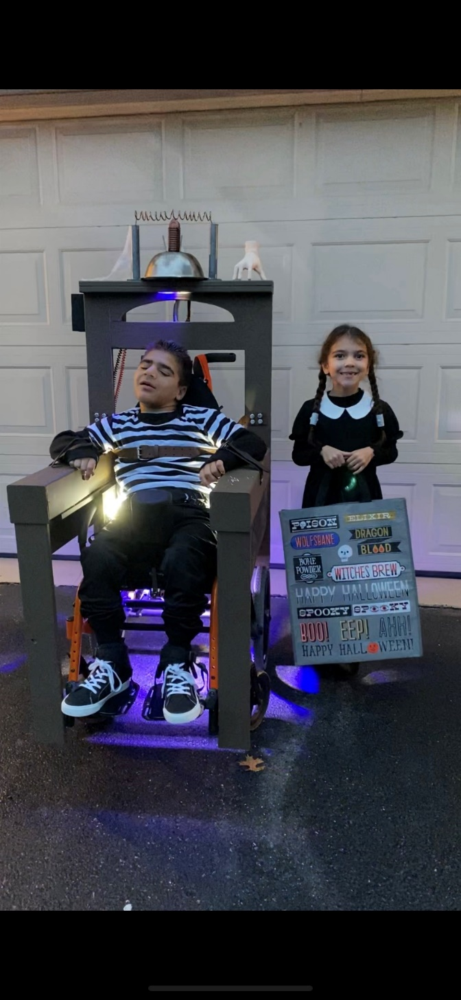 POISON ELIXIR
WOLFSBANE DRAGON
BLOOD
BONE
POWDER
WITCHES BREW
HAPPY HALLOWEEN
SPOOKY SPOOKY
BOO! EEP! AHH!
HAPPY HALLOWEEN!